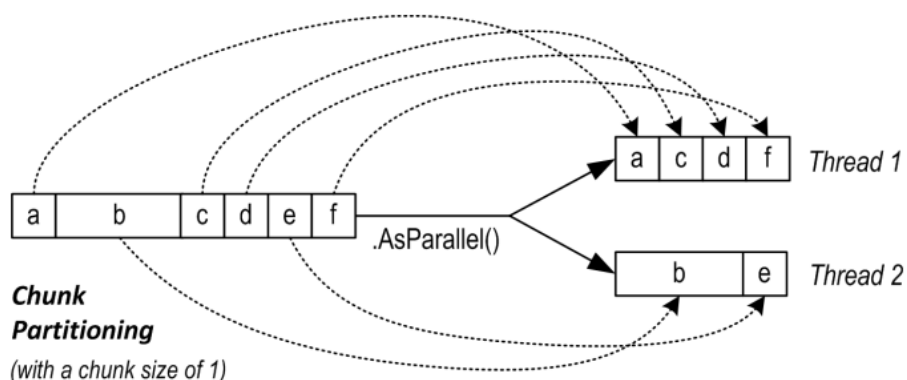 a c d f Thread 1
a b c d e f
.AsParallel()
b e Thread 2
Chunk
Partitioning
(with a chunk size of 1)